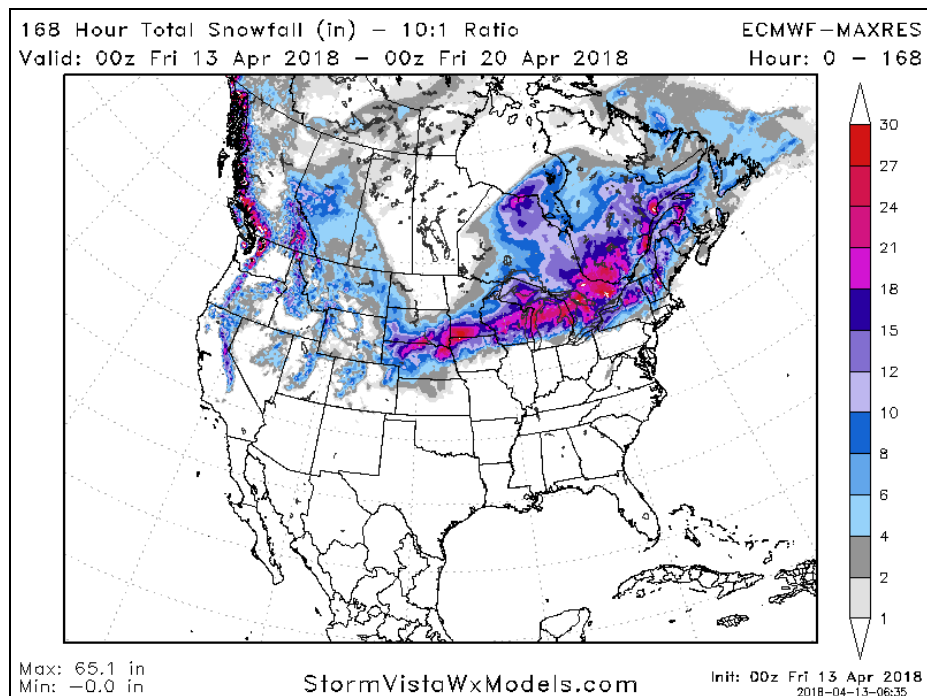 168 Hour Total Snowfall (in) – 10:1 Ratio
ECMWF–MAXRES
Valid: 00z Fri 13 Apr 2018 – 00z Fri 20 Apr 2018
Hour: 0 – 168
30
27
24
21
18
15
12
10
8
6
4
2
1
Max: 65.1 in
Min: –0.0 in
StormVistaWxModels.com
Init: 00z Fri 13 Apr 2018
2018-04-13-06:35